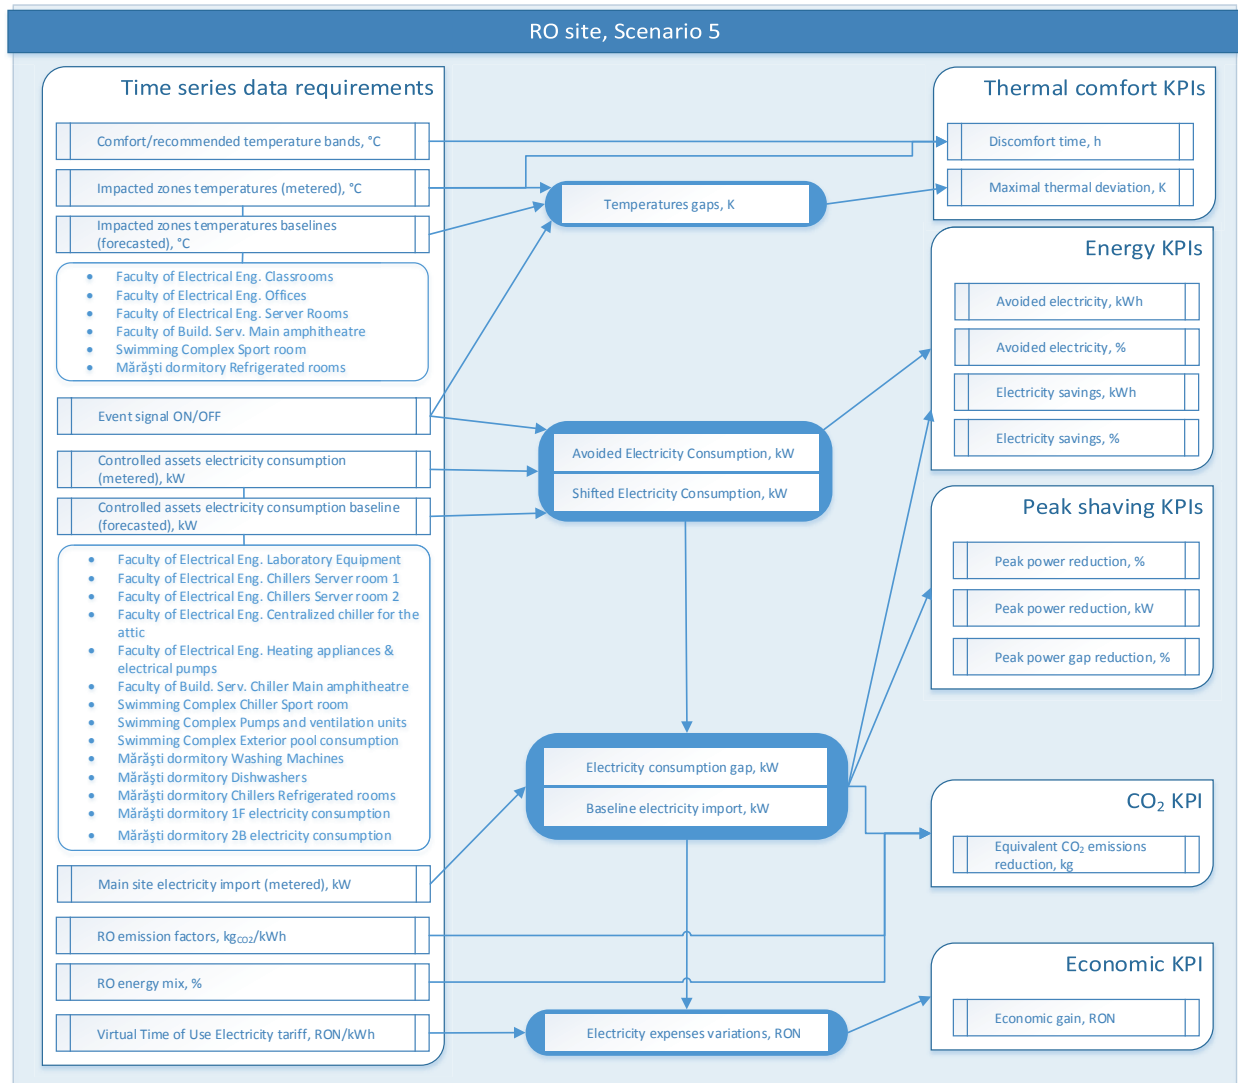 RO site, Scenario 5
Time series data requirements
Comfort/recommended temperature bands, °C
Impacted zones temperatures (metered), °C
Impacted zones temperatures baselines
(forecasted), °C
• Faculty of Electrical Eng. Classrooms
• Faculty of Electrical Eng. Offices
• Faculty of Electrical Eng. Server Rooms
• Faculty of Build. Serv. Main amphitheatre
• Swimming Complex Sport room
• Mărăşti dormitory Refrigerated rooms
Event signal ON/OFF
Controlled assets electricity consumption
(metered), kW
Controlled assets electricity consumption baseline
(forecasted), kW
• Faculty of Electrical Eng. Laboratory Equipment
• Faculty of Electrical Eng. Chillers Server room 1
• Faculty of Electrical Eng. Chillers Server room 2
• Faculty of Electrical Eng. Centralized chiller for the
attic
• Faculty of Electrical Eng. Heating appliances &
electrical pumps
• Faculty of Build. Serv. Chiller Main amphitheatre
• Swimming Complex Chiller Sport room
• Swimming Complex Pumps and ventilation units
• Swimming Complex Exterior pool consumption
• Mărăşti dormitory Washing Machines
• Mărăşti dormitory Dishwashers
• Mărăşti dormitory Chillers Refrigerated rooms
• Mărăşti dormitory 1F electricity consumption
• Mărăşti dormitory 2B electricity consumption
Main site electricity import (metered), kW
RO emission factors, kgCO2/kWh
RO energy mix, %
Virtual Time of Use Electricity tariff, RON/kWh
Temperatures gaps, K
Avoided Electricity Consumption, kW
Shifted Electricity Consumption, kW
Electricity consumption gap, kW
Baseline electricity import, kW
Electricity expenses variations, RON
Thermal comfort KPIs
Discomfort time, h
Maximal thermal deviation, K
Energy KPIs
Avoided electricity, kWh
Avoided electricity, %
Electricity savings, kWh
Electricity savings, %
Peak shaving KPIs
Peak power reduction, %
Peak power reduction, kW
Peak power gap reduction, %
CO2 KPI
Equivalent CO2 emissions
reduction, kg
Economic KPI
Economic gain, RON